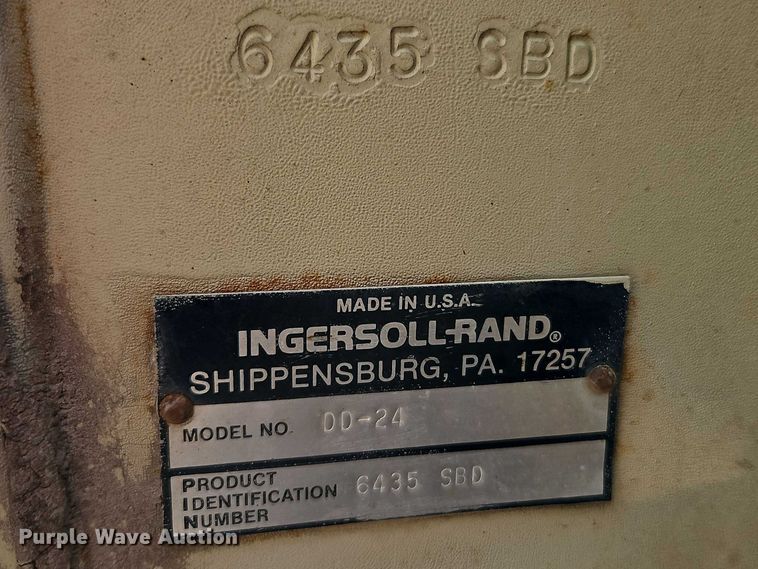 6435 SBD
MADE IN U.S.A.
INGERSOLL-RAND®
SHIPPENSBURG, PA. 17257
MODEL NO. DD-24
PRODUCT
IDENTIFICATION 6435 SBD
NUMBER
Purple Wave Auction